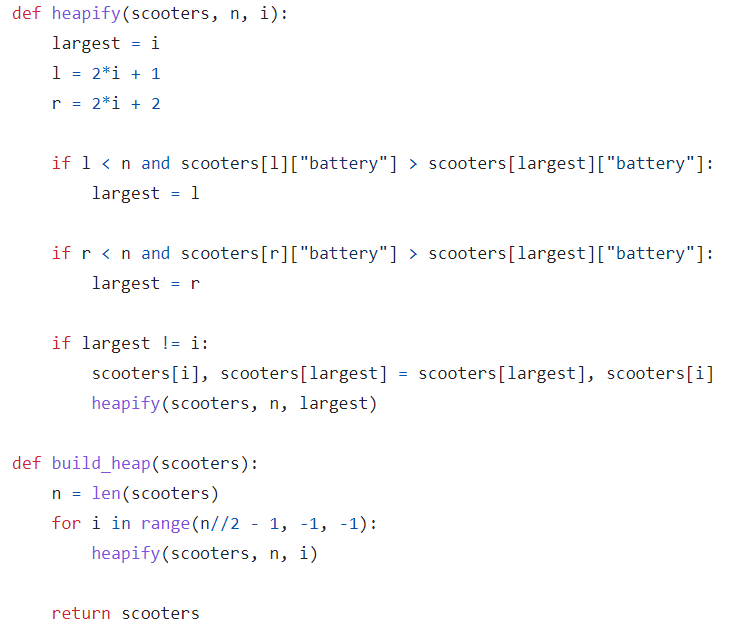 def heapify(scooters, n, i):
    largest = i
    l = 2*i + 1
    r = 2*i + 2

    if l < n and scooters[l]["battery"] > scooters[largest]["battery"]:
        largest = l

    if r < n and scooters[r]["battery"] > scooters[largest]["battery"]:
        largest = r

    if largest != i:
        scooters[i], scooters[largest] = scooters[largest], scooters[i]
        heapify(scooters, n, largest)

def build_heap(scooters):
    n = len(scooters)
    for i in range(n//2 - 1, -1, -1):
        heapify(scooters, n, i)

    return scooters